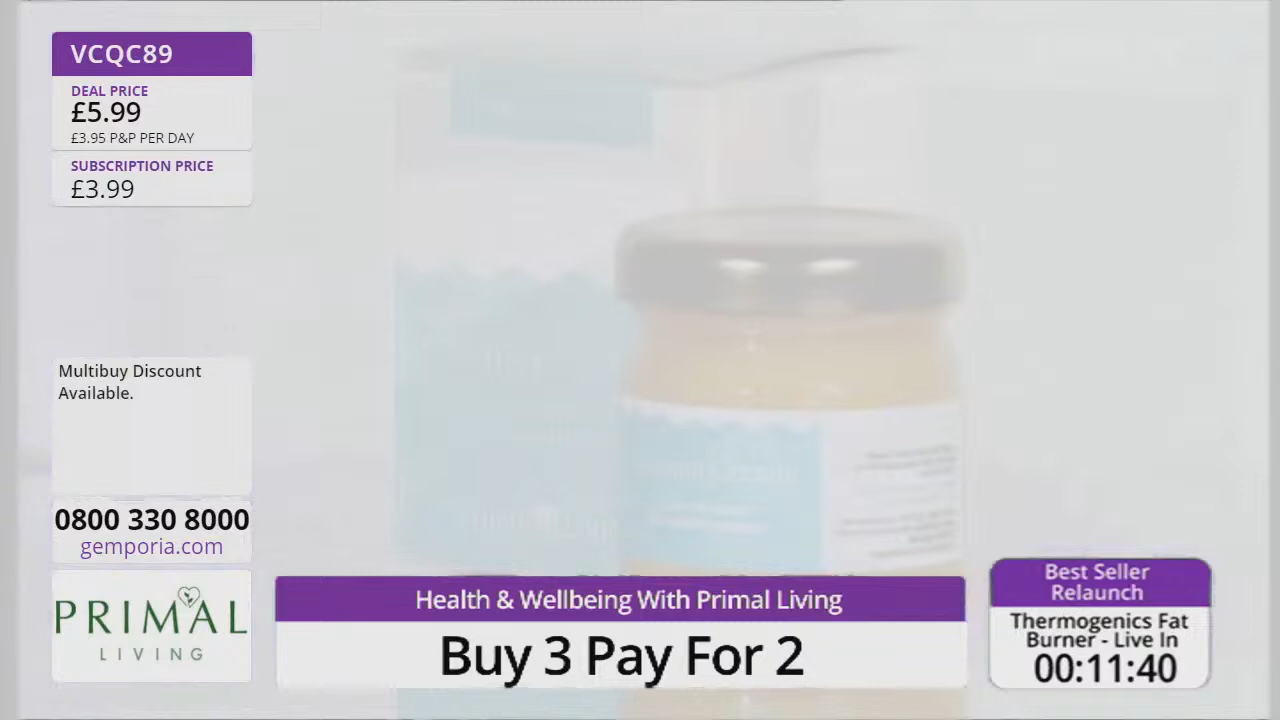 VCQC89
DEAL PRICE
£5.99
£3.95 P&P PER DAY
SUBSCRIPTION PRICE
£3.99
Multibuy Discount
Available.
0800 330 8000
gemporia.com
PRIMAL
LIVING
Health & Wellbeing With Primal Living
Buy 3 Pay For 2
Best Seller
Relaunch
Thermogenics Fat
Burner - Live In
00:11:40